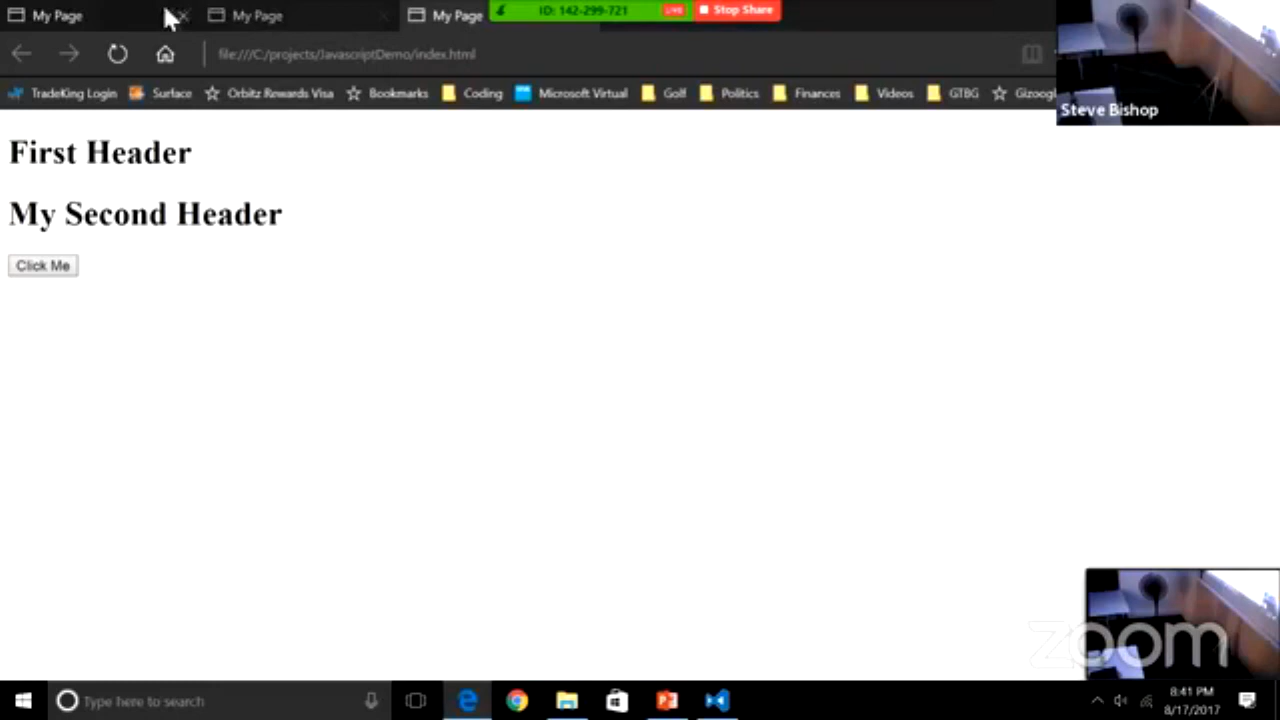 My Page
My Page
My Page
ID: 142-299-721
LIVE
Stop Share
file:///C:/projects/JavascriptDemo/index.html
TradeKing Login
Surface
Orbitz Rewards Visa
Bookmarks
Coding
Microsoft Virtual
Golf
Politics
Finances
Videos
GTBG
Gizoogl
Steve Bishop
First Header
My Second Header
Click Me
zoom
Type here to search
8:41 PM
8/17/2017